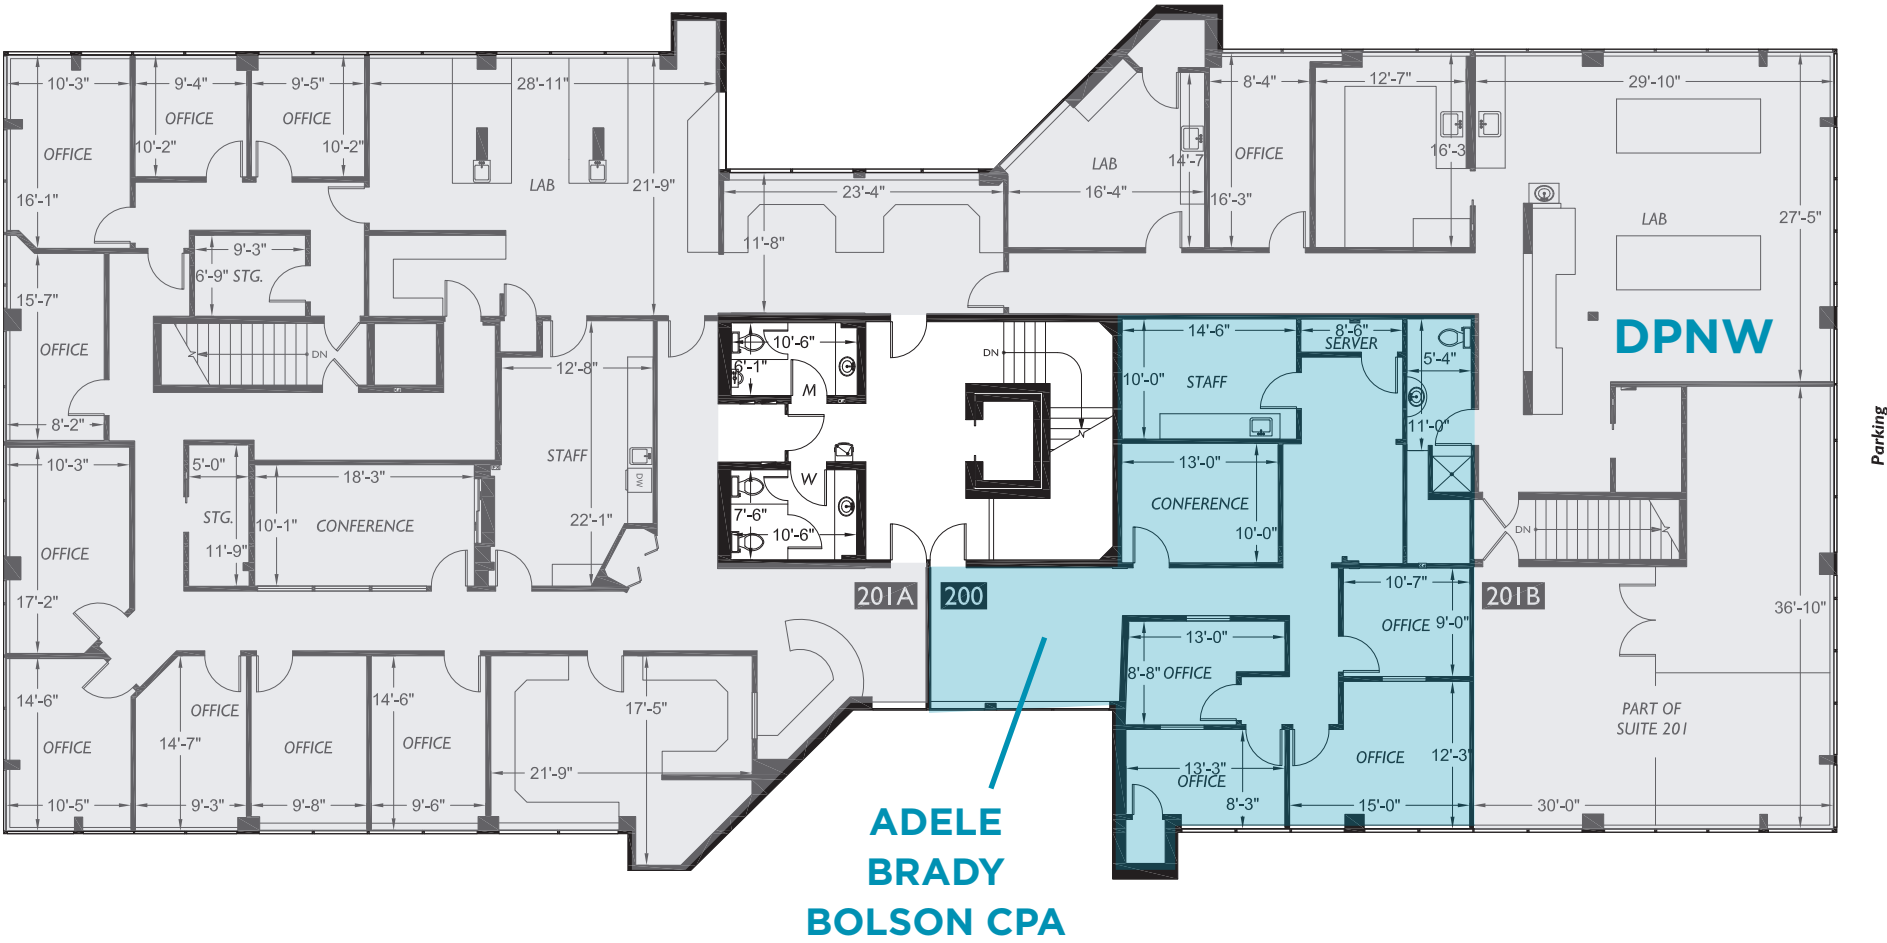 10'-3"
9'-4"
9'-5"
28'-11"
8'-4"
12'-7"
29'-10"
OFFICE
OFFICE
10'-2"
10'-2"
OFFICE
LAB
OFFICE
14'-7
16'-3
16'-1"
LAB
21'-9"
23'-4"
16'-4"
16'-3"
LAB
27'-5"
11'-8"
9'-3"
6'-9" STG.
15'-7"
OFFICE
DN
14'-6"
8'-6"
SERVER
DPNW
10'-6"
6'-1"
DN
5'-4"
12'-8"
10'-0"
STAFF
M
8'-2"
11'-0"
Parking
10'-3"
5'-0"
18'-3"
STAFF
DW
W
13'-0"
STG.
10'-1"
CONFERENCE
22'-1"
7'-6"
10'-6"
CONFERENCE
10'-0"
DN
OFFICE
11'-9"
17'-2"
201A
200
10'-7"
201B
36'-10"
13'-0"
OFFICE
9'-0"
8'-8"
OFFICE
14'-6"
OFFICE
14'-6"
17'-5"
PART OF
SUITE 201
OFFICE
14'-7"
OFFICE
OFFICE
OFFICE
12'-3"
21'-9"
13'-3"
OFFICE
10'-5"
9'-3"
9'-8"
9'-6"
8'-3"
15'-0"
30'-0"
ADELE
BRADY
BOLSON CPA